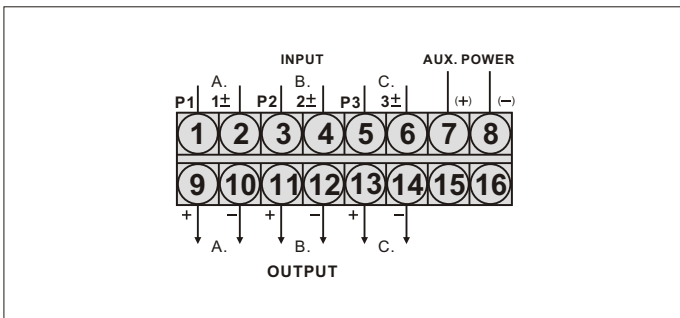 INPUT AUX. POWER
A. B. C.
P1 1± P2 2± P3 3± (+) (−)
1 2 3 4 5 6 7 8
9 10 11 12 13 14 15 16
+ − + − + −
A. B. C.
OUTPUT